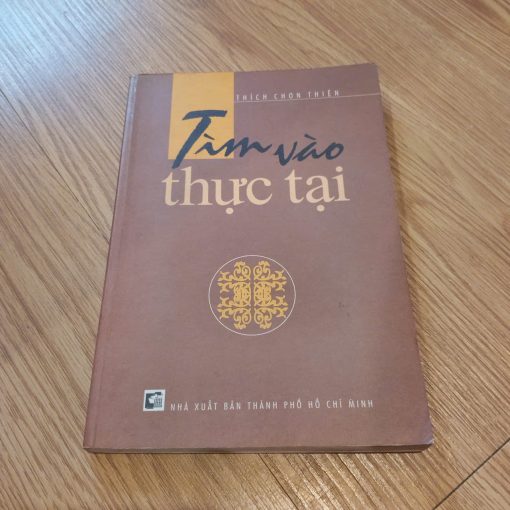 THÍCH CHƠN THIỆN
Tìm vào
thực tại
NHÀ XUẤT BẢN THÀNH PHỐ HỒ CHÍ MINH